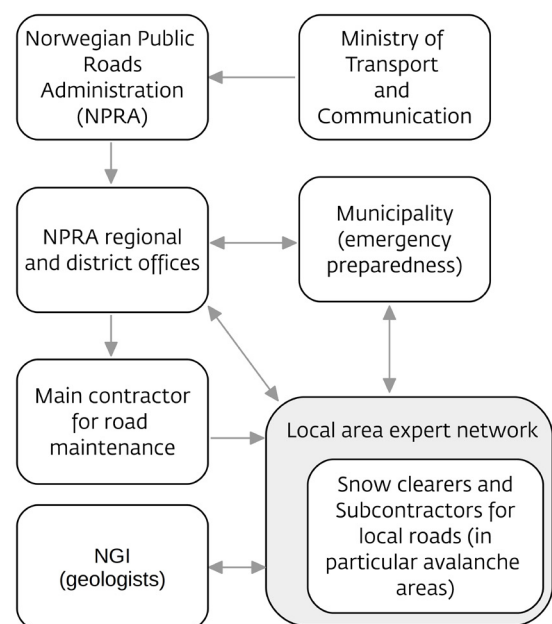 Norwegian Public
Roads
Administration
(NPRA)
Ministry of
Transport
and
Communication
NPRA regional
and district offices
Municipality
(emergency
preparedness)
Main contractor
for road
maintenance
Local area expert network
Snow clearers and
Subcontractors for
local roads (in
particular avalanche
areas)
NGI
(geologists)